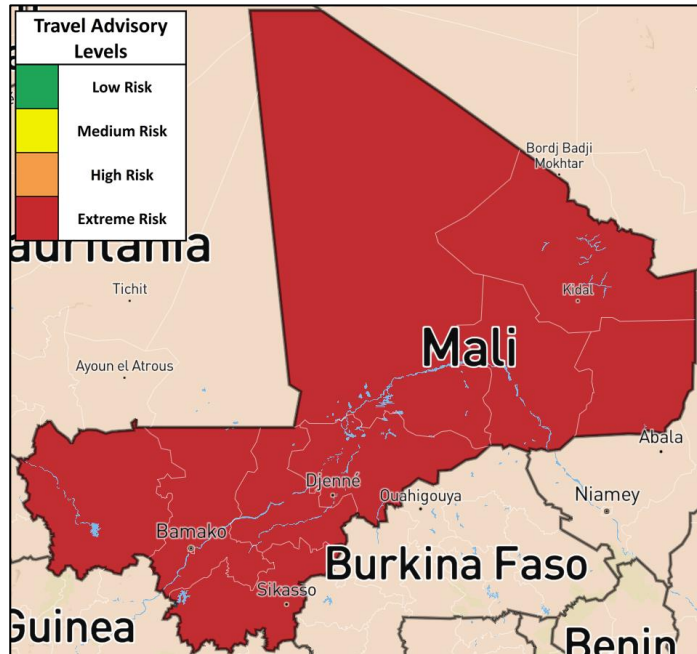 Travel Advisory
Levels
Low Risk
Medium Risk
High Risk
Extreme Risk
Bordj Badji
Mokhtar
auritania
Tichit
Kidal
Mali
Ayoun el Atrous
Abala
Djenné
Ouahigouya
Niamey
Bamako
Burkina Faso
Sikasso
Guinea
Benin